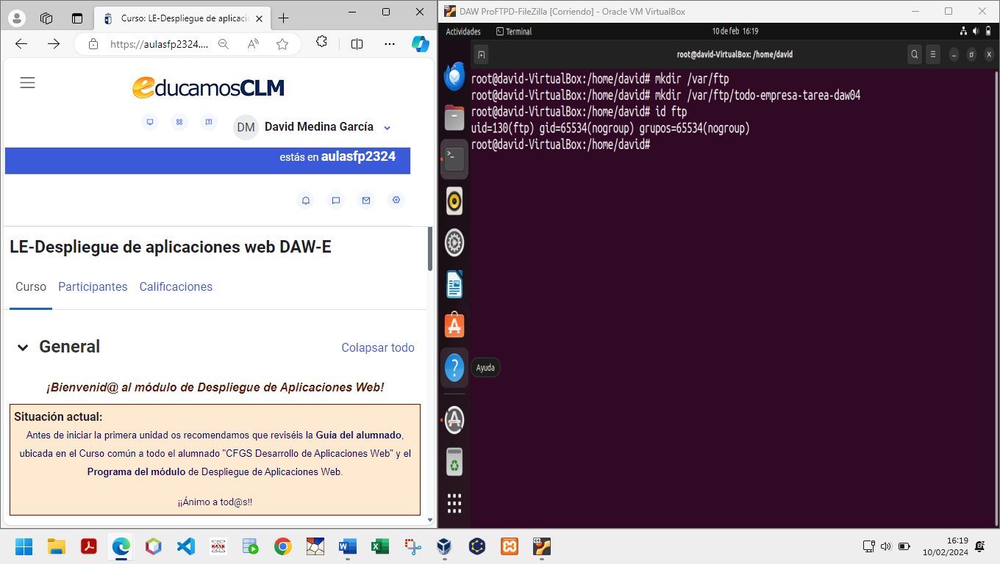 Curso: LE-Despliegue de aplicacio
https://aulasfp2324....
educamosCLM
DM David Medina García
estás en aulasfp2324
LE-Despliegue de aplicaciones web DAW-E
Curso Participantes Calificaciones
General Colapsar todo
¡Bienvenid@ al módulo de Despliegue de Aplicaciones Web!
Situación actual:
Antes de iniciar la primera unidad os recomendamos que reviséis la Guía del alumnado,
ubicada en el Curso común a todo el alumnado "CFGS Desarrollo de Aplicaciones Web" y el
Programa del módulo de Despliegue de Aplicaciones Web.
¡¡Ánimo a tod@s!!
DAW ProFTPD-FileZilla [Corriendo] - Oracle VM VirtualBox
Actividades Terminal 10 de feb 16:19
root@david-VirtualBox: /home/david
root@david-VirtualBox:/home/david# mkdir /var/ftp
root@david-VirtualBox:/home/david# mkdir /var/ftp/todo-empresa-tarea-daw04
root@david-VirtualBox:/home/david# id ftp
uid=130(ftp) gid=65534(nogroup) grupos=65534(nogroup)
root@david-VirtualBox:/home/david#
Ayuda
16:19
10/02/2024